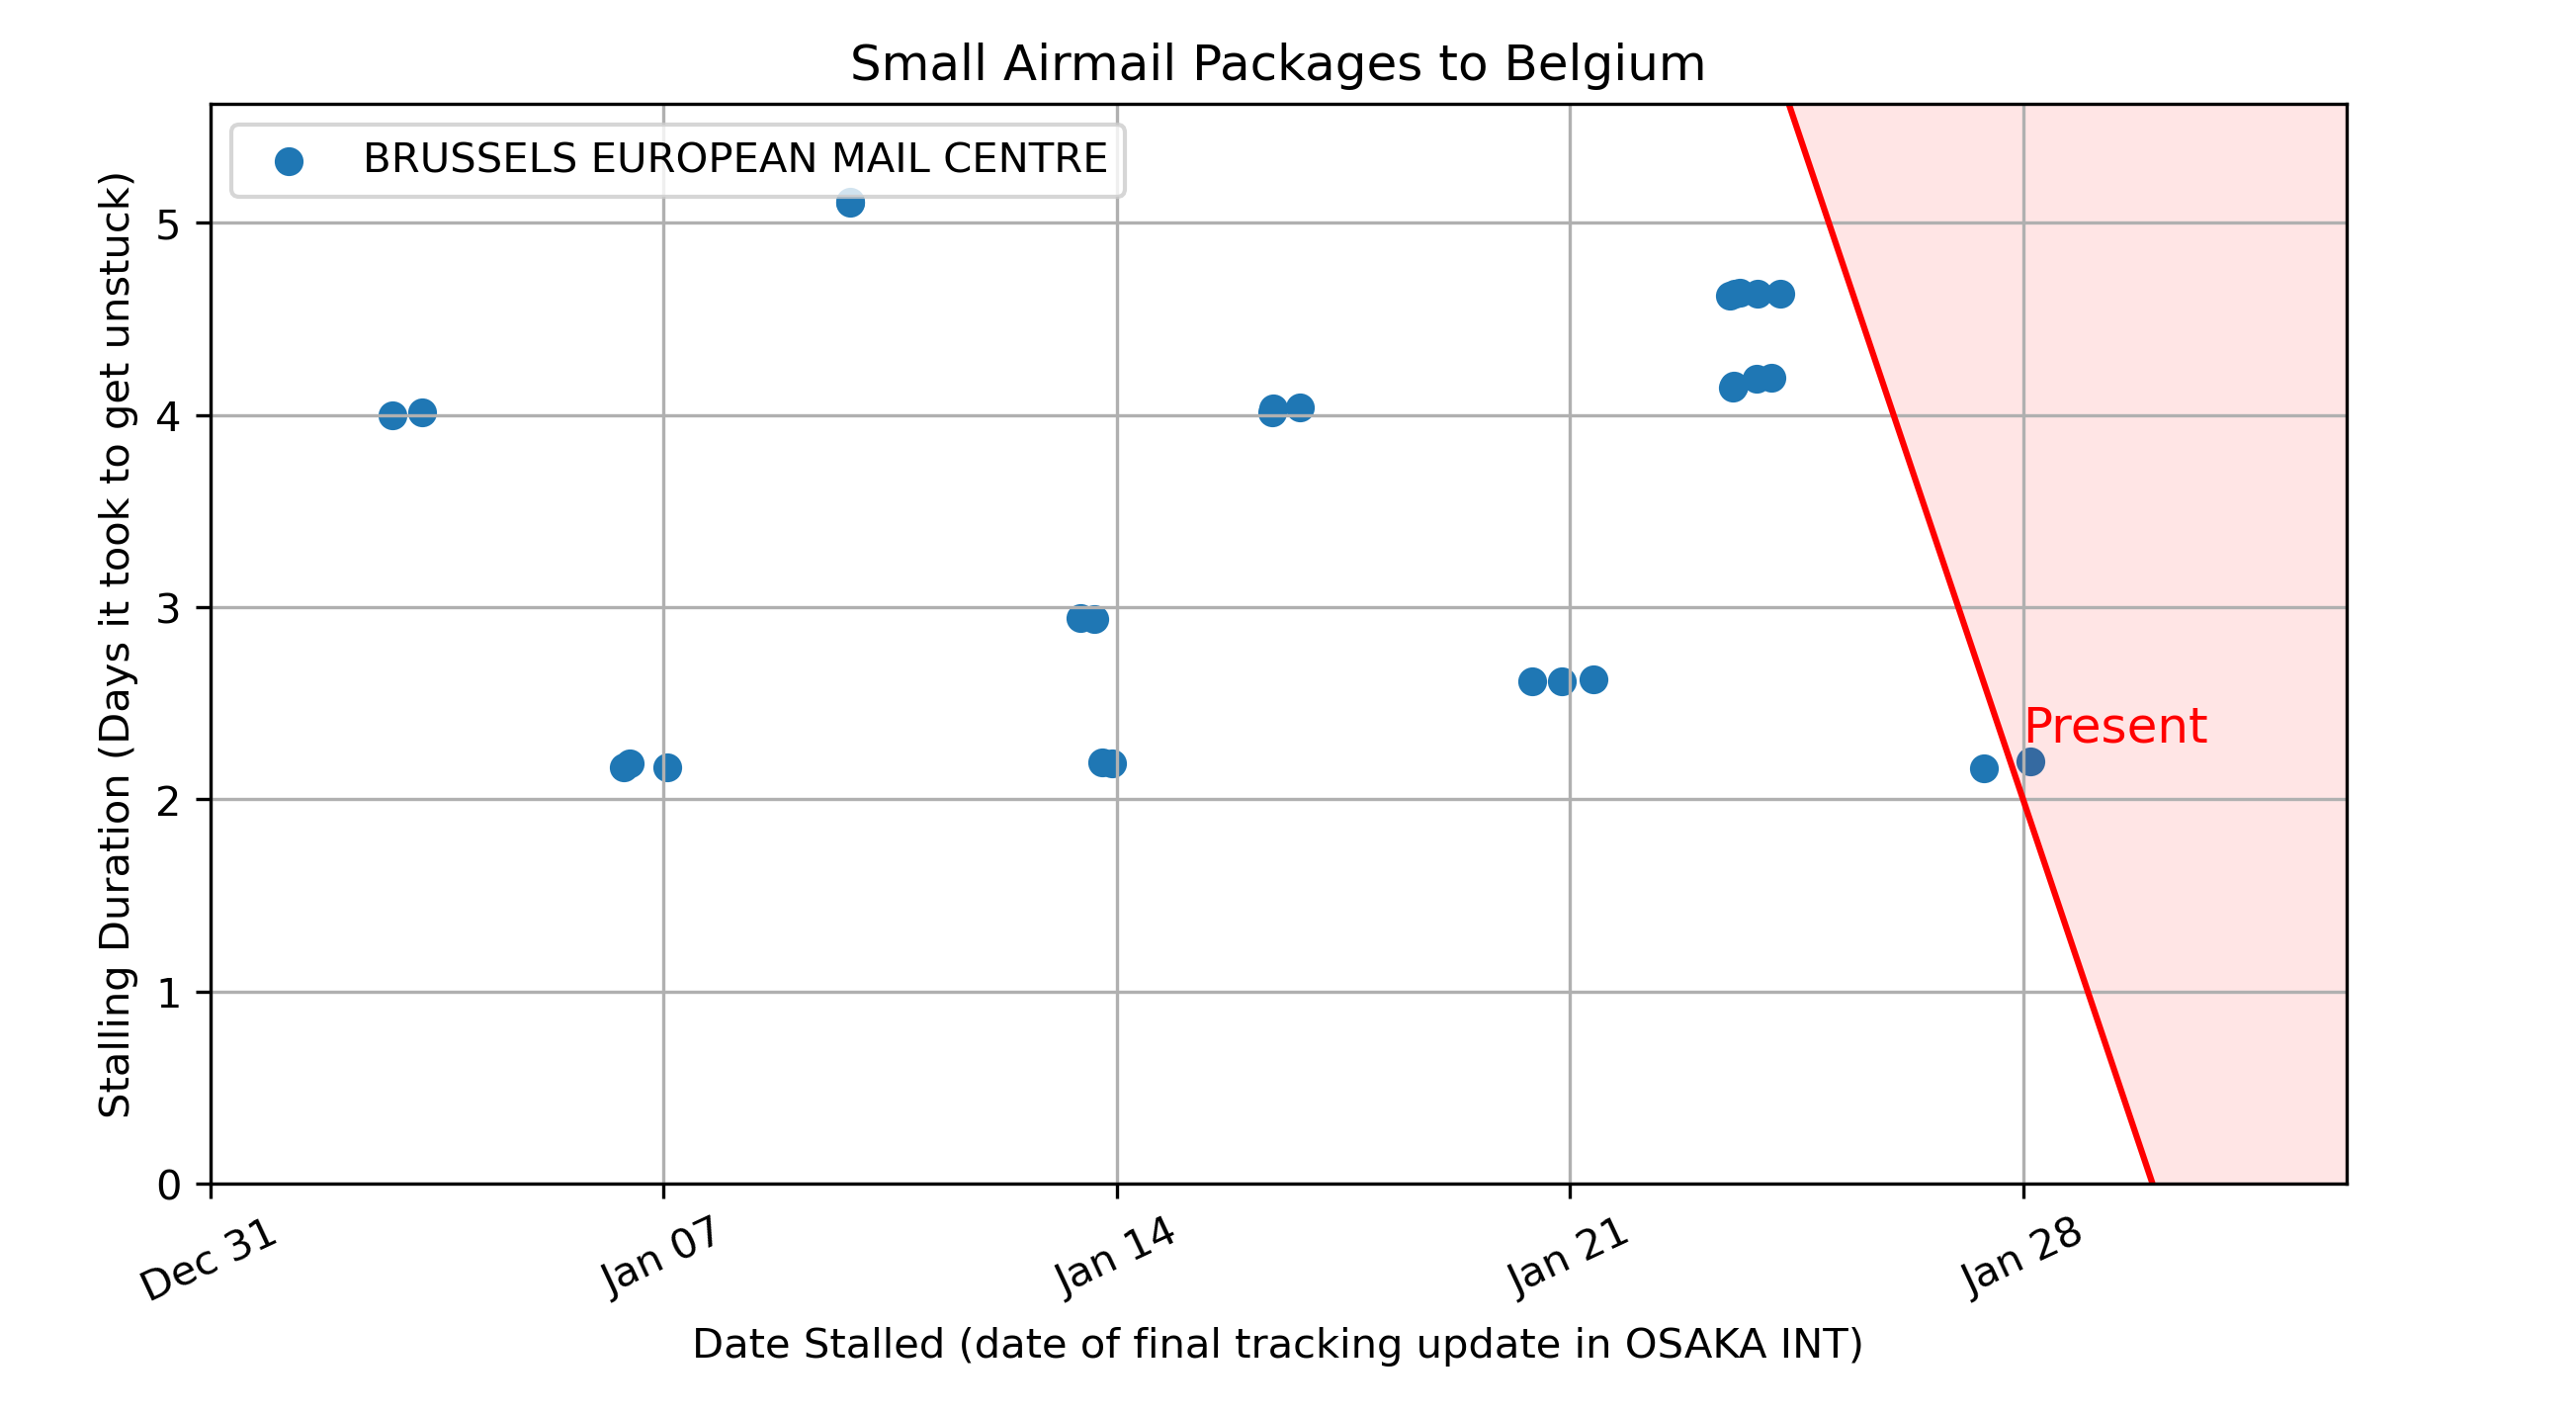 Small Airmail Packages to Belgium
BRUSSELS EUROPEAN MAIL CENTRE
Stalling Duration (Days it took to get unstuck)
5
4
3
2
1
0
Present
Dec 31
Jan 07
Jan 14
Jan 21
Jan 28
Date Stalled (date of final tracking update in OSAKA INT)